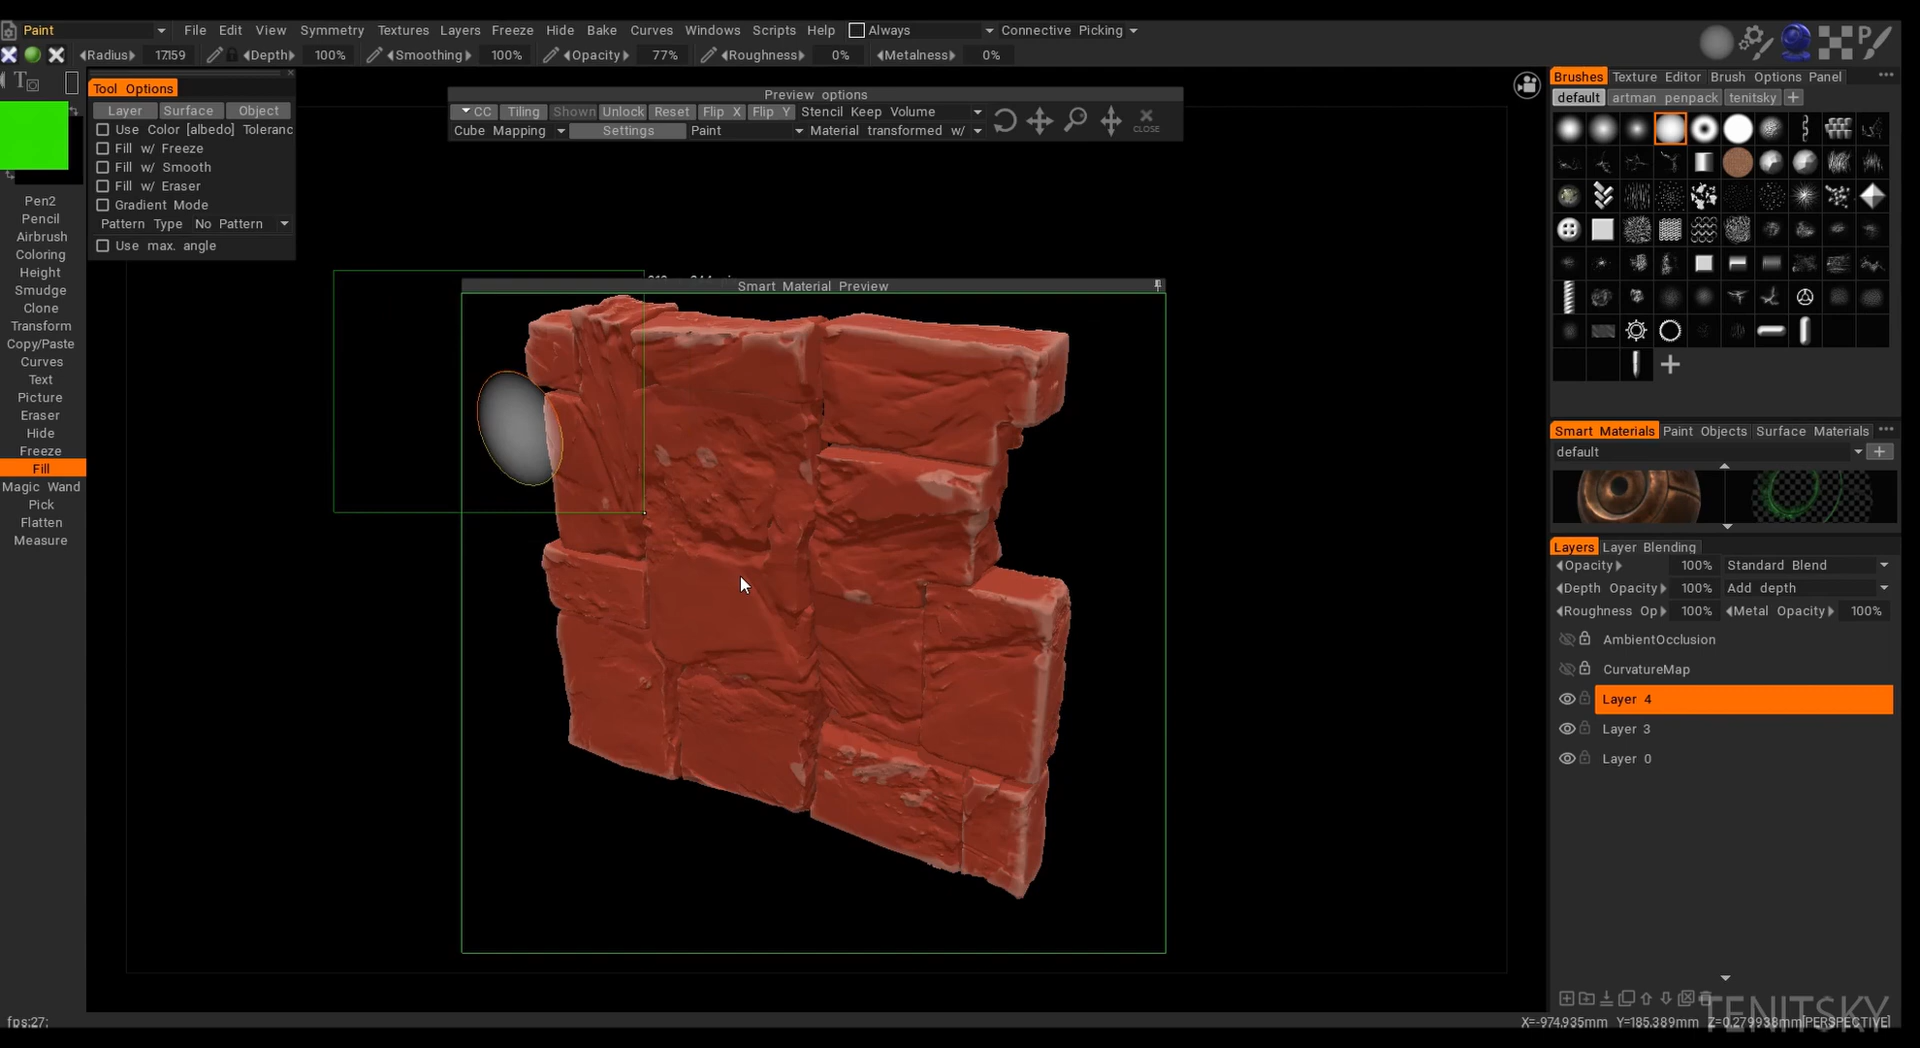 Paint File Edit View Symmetry Textures Layers Freeze Hide Bake Curves Windows Scripts Help Always Connective Picking P
Radius 17.159 Depth 100% Smoothing 100% Opacity 77% Roughness 0% Metalness 0%
T
Tool Options
Layer Surface Object
Use Color [albedo] Toleranc
Fill w/ Freeze
Fill w/ Smooth
Fill w/ Eraser
Gradient Mode
Pattern Type No Pattern
Use max. angle
Pen2
Pencil
Airbrush
Coloring
Height
Smudge
Clone
Transform
Copy/Paste
Curves
Text
Picture
Eraser
Hide
Freeze
Fill
Magic Wand
Pick
Flatten
Measure
Preview options
CC Tiling Shown Unlock Reset Flip X Flip Y Stencil Keep Volume
Cube Mapping Settings Paint Material transformed w/ CLOSE
Smart Material Preview
Brushes Texture Editor Brush Options Panel
default artman penpack tenitsky +
Smart Materials Paint Objects Surface Materials
default
Layers Layer Blending
Opacity 100% Standard Blend
Depth Opacity 100% Add depth
Roughness Op 100% Metal Opacity 100%
AmbientOcclusion
CurvatureMap
Layer 4
Layer 3
Layer 0
TENITSKY
fps:27; X=-974.935mm Y=185.389mm Z=0.279938mm[PERSPECTIVE]